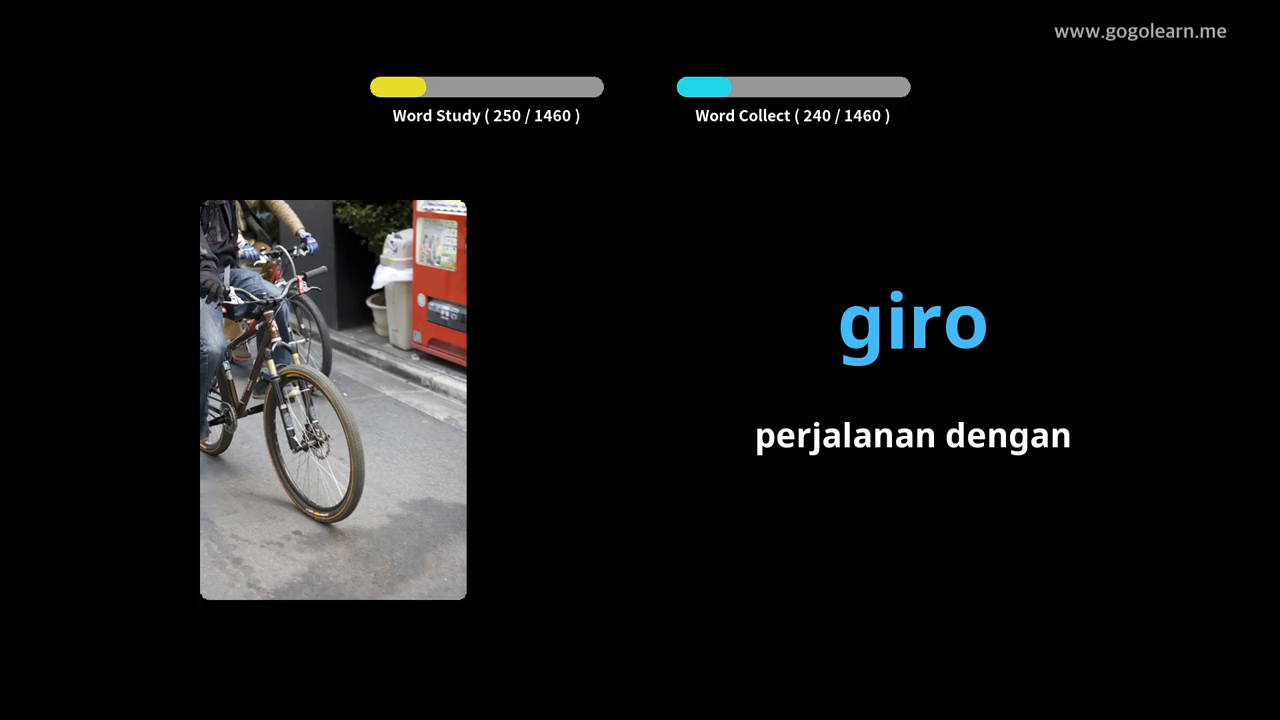 www.gogolearn.me
Word Study ( 250 / 1460 )
Word Collect ( 240 / 1460 )
giro
perjalanan dengan